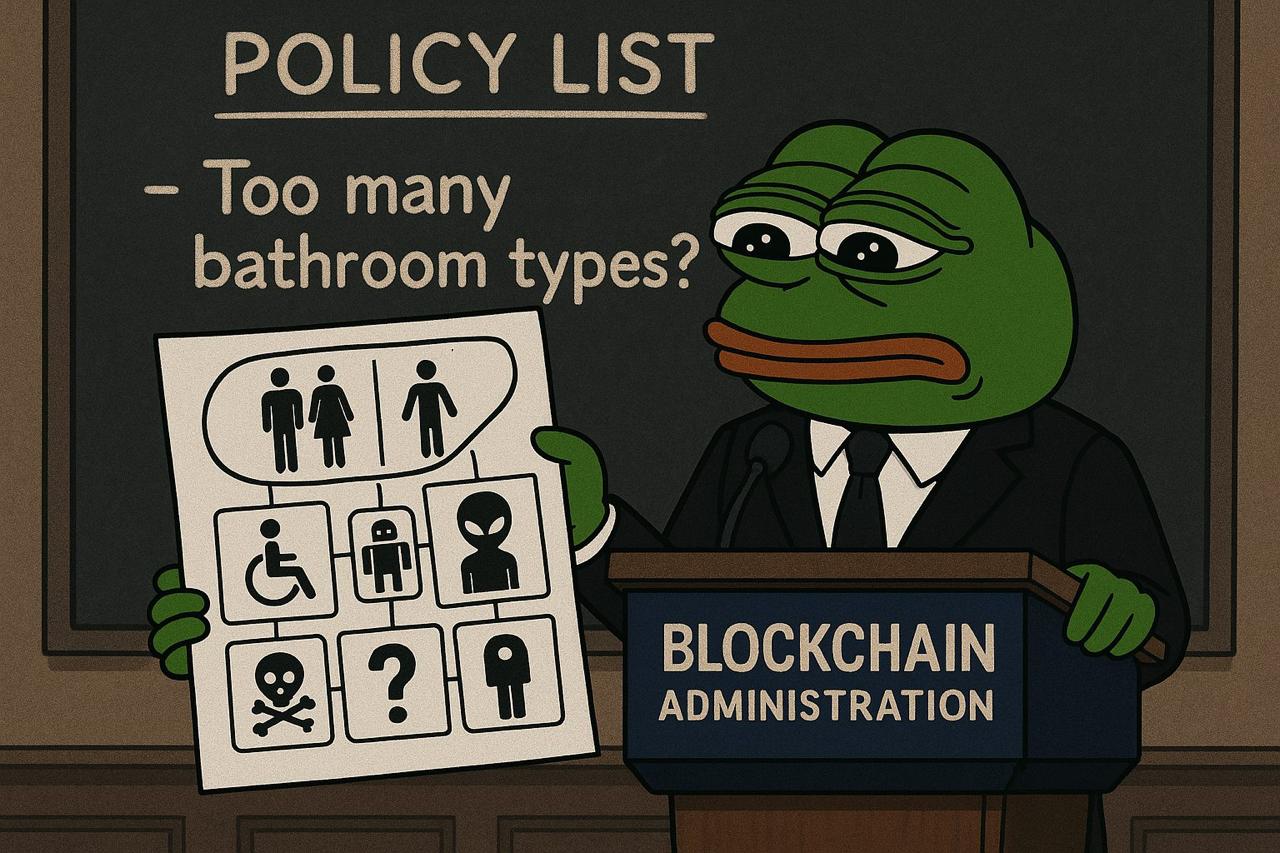 POLICY LIST
– Too many
bathroom types?
?
BLOCKCHAIN
ADMINISTRATION